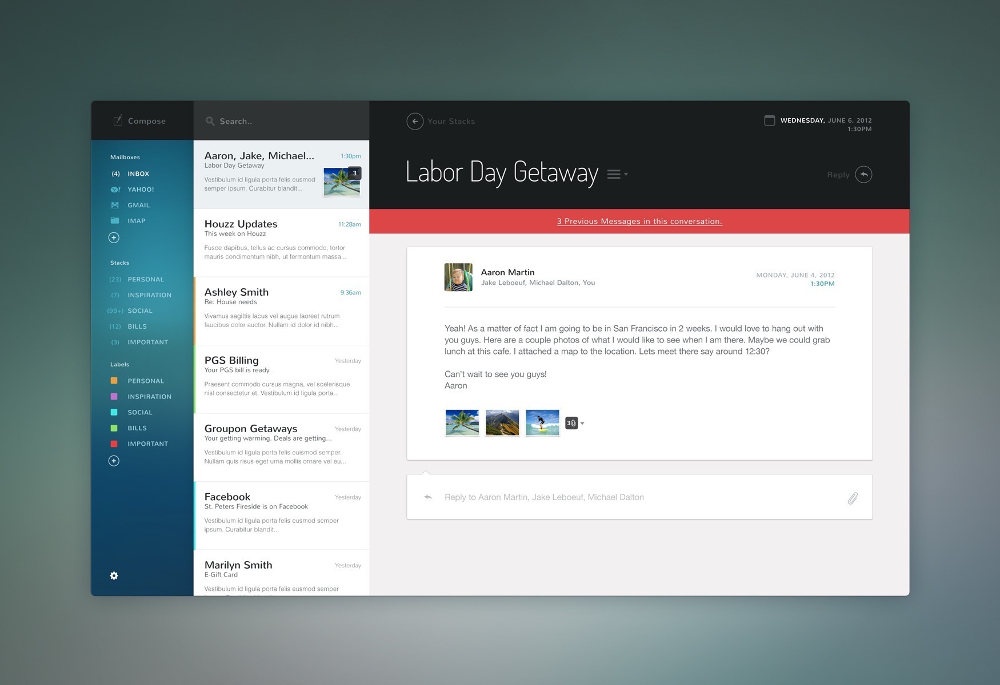 Compose
Search..
Your Stacks
WEDNESDAY, JUNE 6, 2012
1:30PM
Mailboxes
(4) INBOX
YAHOO!
GMAIL
IMAP
Stacks
(23) PERSONAL
(7) INSPIRATION
(99+) SOCIAL
(12) BILLS
(3) IMPORTANT
Labels
PERSONAL
INSPIRATION
SOCIAL
BILLS
IMPORTANT
Aaron, Jake, Michael...
1:30pm
Labor Day Getaway
3
Vestibulum id ligula porta felis eusmod
semper ipsum. Curabitur blandit...
Houzz Updates
11:28am
This week on Houzz
Fusce dapibus, tellus ac cursus commodo, tortor
mauris condimentum nibh, ut fermentum massa...
Ashley Smith
9:36am
Re: House needs
Vivamus sagittis lacus vel augue laoreet rutrum
faucibus dolor auctor. Nullam id dolor id nibh...
PGS Billing
Yesterday
Your PGS bill is ready.
Praesent commodo cursus magna, vel scelerisque
nisl consectetur et. Vestibulum id ligula porta...
Groupon Getaways
Yesterday
Your getting warming. Deals are getting...
Vestibulum id ligula porta felis euismod semper.
Nullam quis risus eget urna mollis ornare vel eu...
Facebook
Yesterday
St. Peters Fireside is on Facebook
Vestibulum id ligula porta felis eusmod semper
ipsum. Curabitur blandit...
Marilyn Smith
Yesterday
E-Gift Card
Vestibulum id ligula porta felis eusmod semper
Labor Day Getaway
Reply
3 Previous Messages in this conversation.
Aaron Martin
Jake Leboeuf, Michael Dalton, You
MONDAY, JUNE 4, 2012
1:30PM
Yeah! As a matter of fact I am going to be in San Francisco in 2 weeks. I would love to hang out with
you guys. Here are a couple photos of what I would like to see when I am there. Maybe we could grab
lunch at this cafe. I attached a map to the location. Lets meet there say around 12:30?
Can't wait to see you guys!
Aaron
3
Reply to Aaron Martin, Jake Leboeuf, Michael Dalton